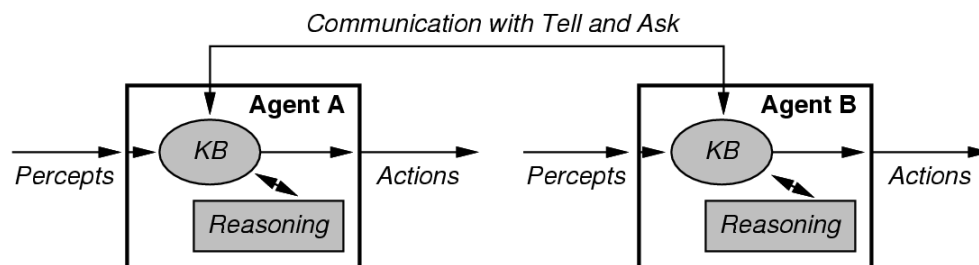 Communication with Tell and Ask
Agent A
Agent B
KB
KB
Percepts
Actions
Percepts
Actions
Reasoning
Reasoning